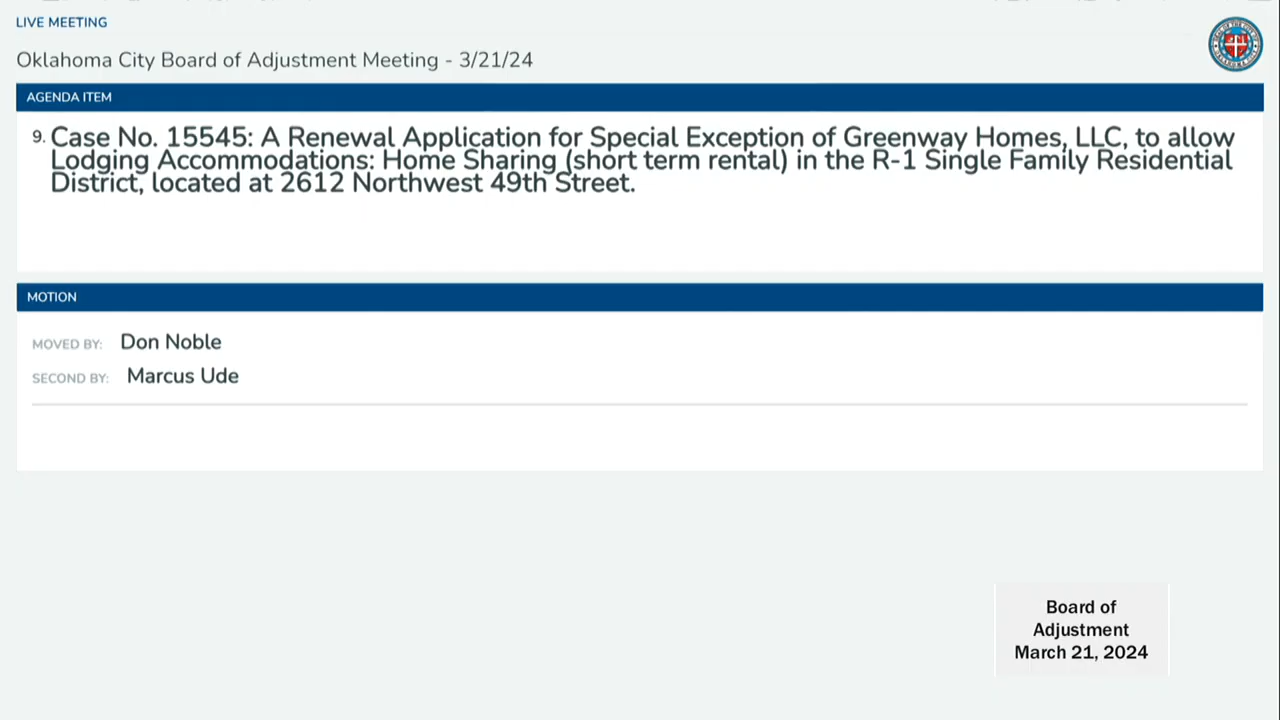 LIVE MEETING
Oklahoma City Board of Adjustment Meeting - 3/21/24
AGENDA ITEM
9. Case No. 15545: A Renewal Application for Special Exception of Greenway Homes, LLC, to allow
Lodging Accommodations: Home Sharing (short term rental) in the R-1 Single Family Residential
District, located at 2612 Northwest 49th Street.
MOTION
MOVED BY: Don Noble
SECOND BY: Marcus Ude
Board of
Adjustment
March 21, 2024